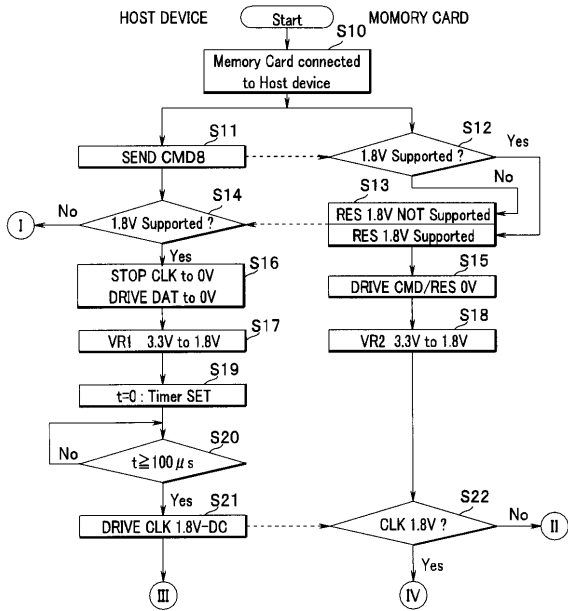 HOST DEVICE
MOMORY CARD
Start
S10
Memory Card connected
to Host device
S11
SEND CMD8
S12
1.8V Supported ?
Yes
No
S13
RES 1.8V NOT Supported
RES 1.8V Supported
S14
1.8V Supported ?
No
I
Yes
S15
DRIVE CMD/RES 0V
S16
STOP CLK to 0V
DRIVE DAT to 0V
S17
VR1 3.3V to 1.8V
S18
VR2 3.3V to 1.8V
S19
t=0 : Timer SET
S20
t≧100μs
No
Yes
S21
DRIVE CLK 1.8V-DC
S22
CLK 1.8V ?
No
II
Yes
III
IV